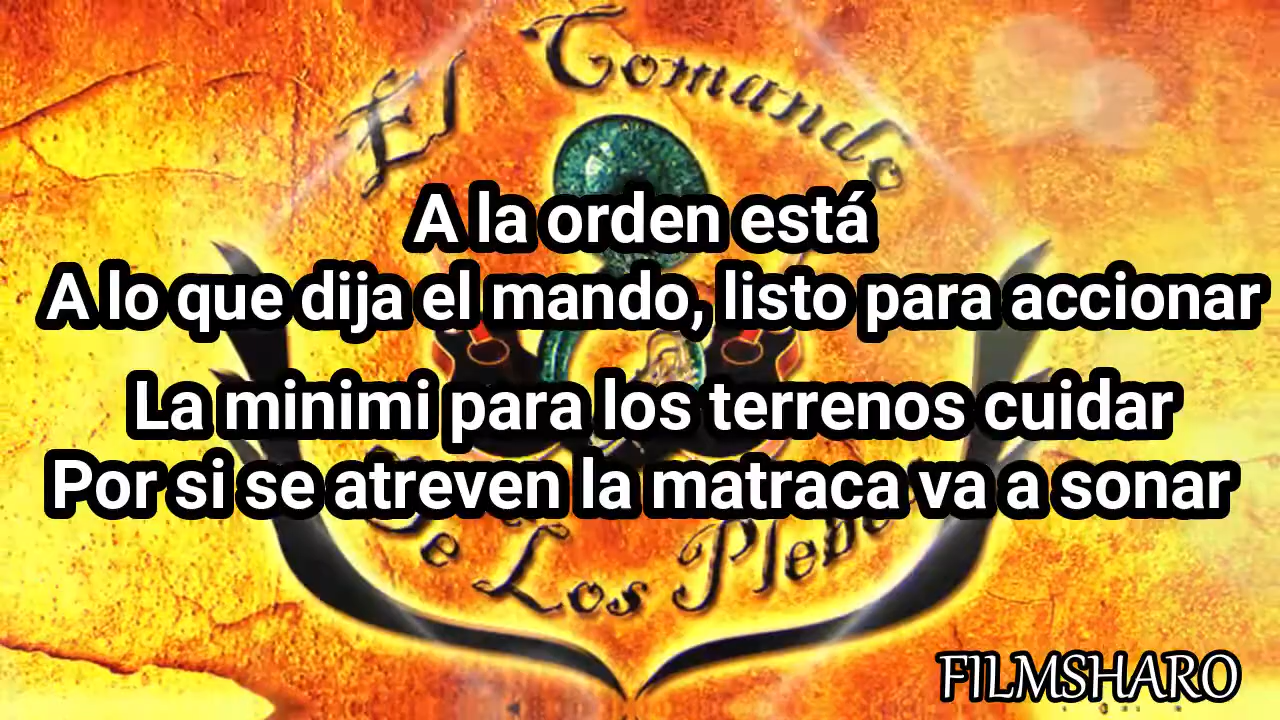 El Comando
A la orden está
A lo que dija el mando, listo para accionar
La minimi para los terrenos cuidar
Por si se atreven la matraca va a sonar
De Los
FILMSHARO